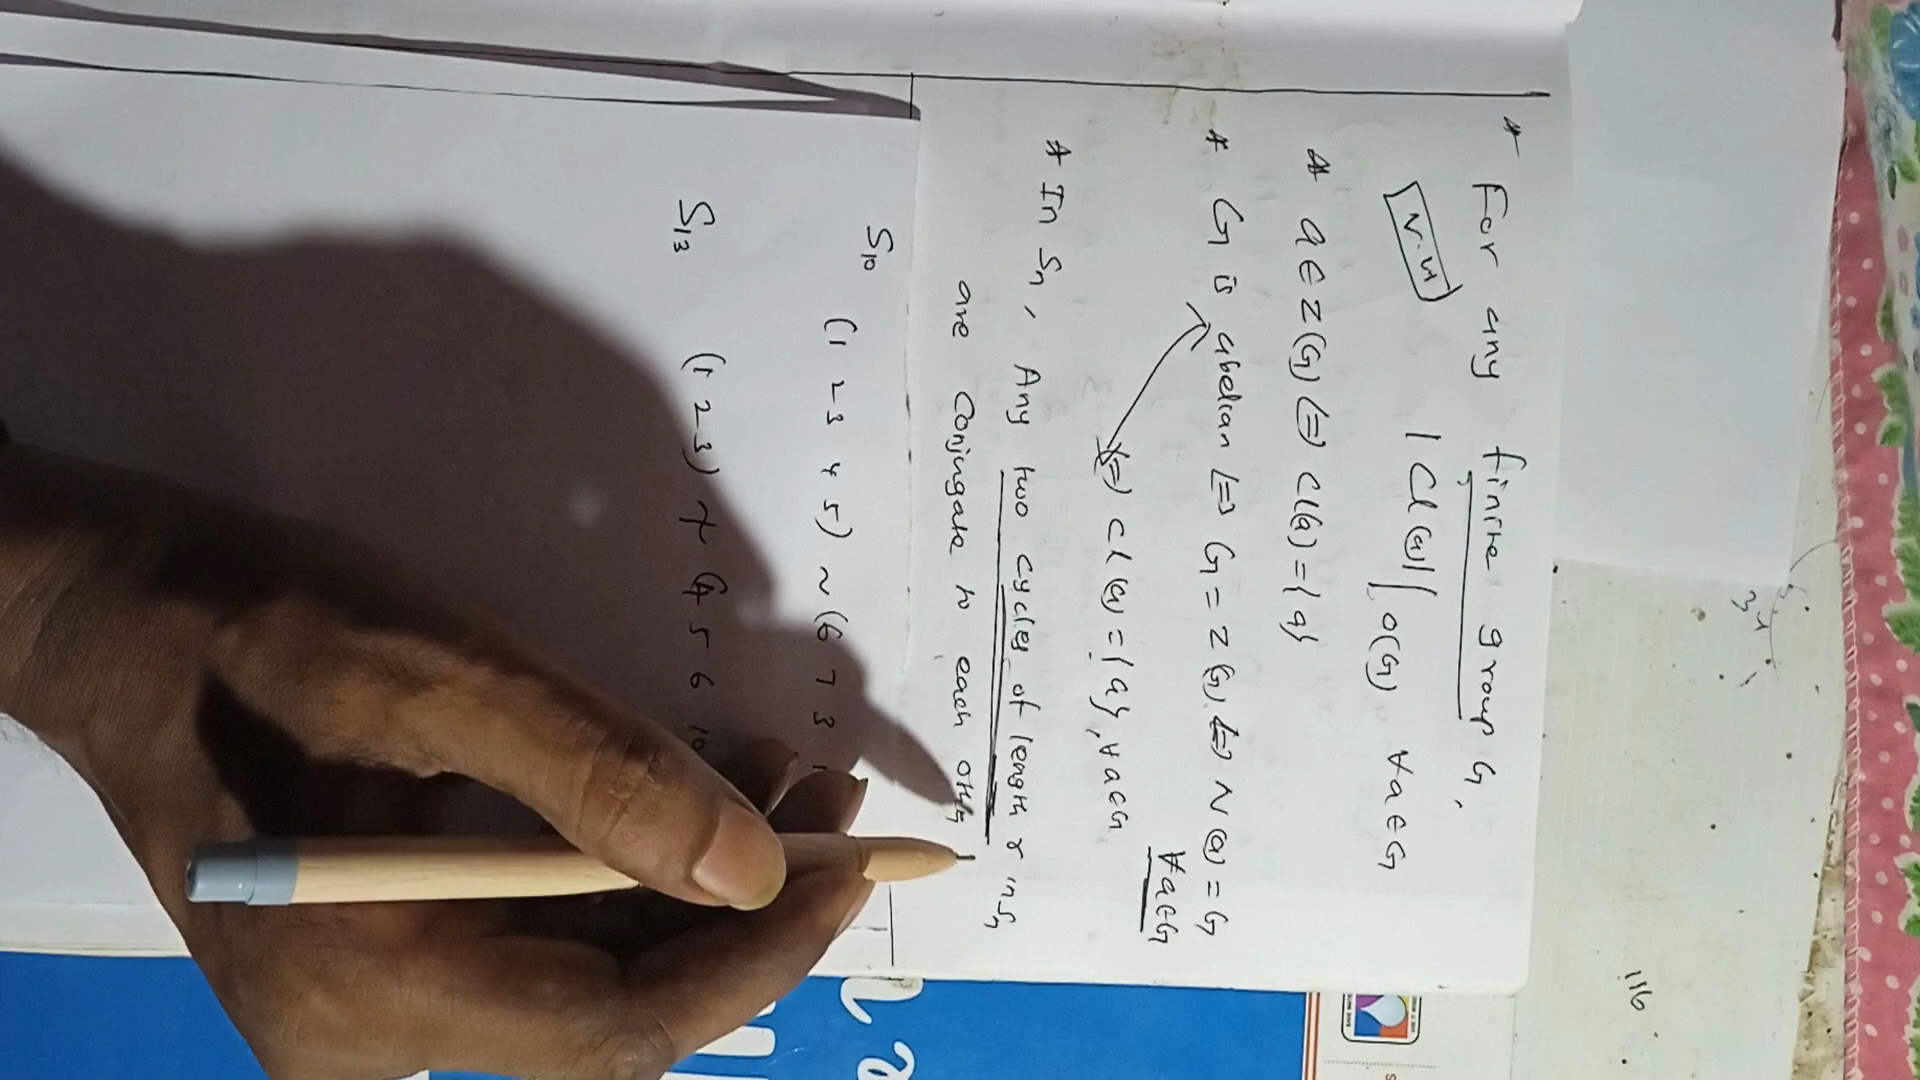 * For any finite group G,
N.H | Cl(a) | / O(G) ∀ a ∈ G
* a ∈ Z(G) ⇔ Cl(a) = {a}
* G is abelian ⇔ G = Z(G) ⇔ N(a) = G
∀ a ∈ G
⇔ Cl(a) = {a}, ∀ a ∈ G
* In Sn, Any two cycles of length r in Sn
are Conjugate to each other
S10 (1 2 3 4 5) ~ (6 7 3 1
S13 (1 2 3) + (4 5 6 10
116